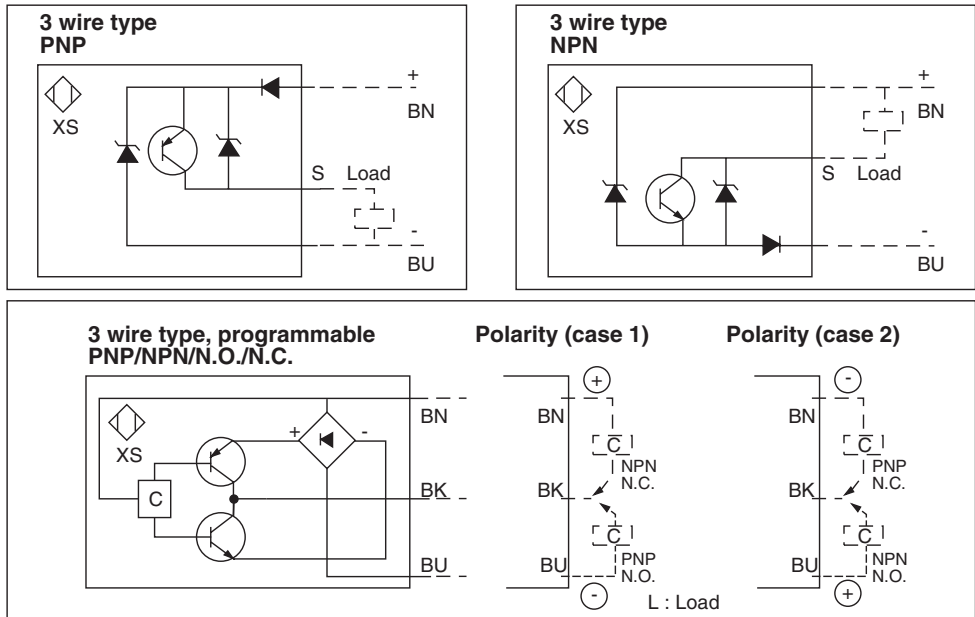 3 wire type
PNP
XS
+
BN
S Load
-
BU
3 wire type
NPN
XS
+
BN
S Load
-
BU
3 wire type, programmable
PNP/NPN/N.O./N.C.
XS
C
+ -
BN
BK
BU
Polarity (case 1)
+
BN
C
NPN
N.C.
BK
C
PNP
N.O.
BU
-
L : Load
Polarity (case 2)
-
BN
C
PNP
N.C.
BK
C
NPN
N.O.
BU
+